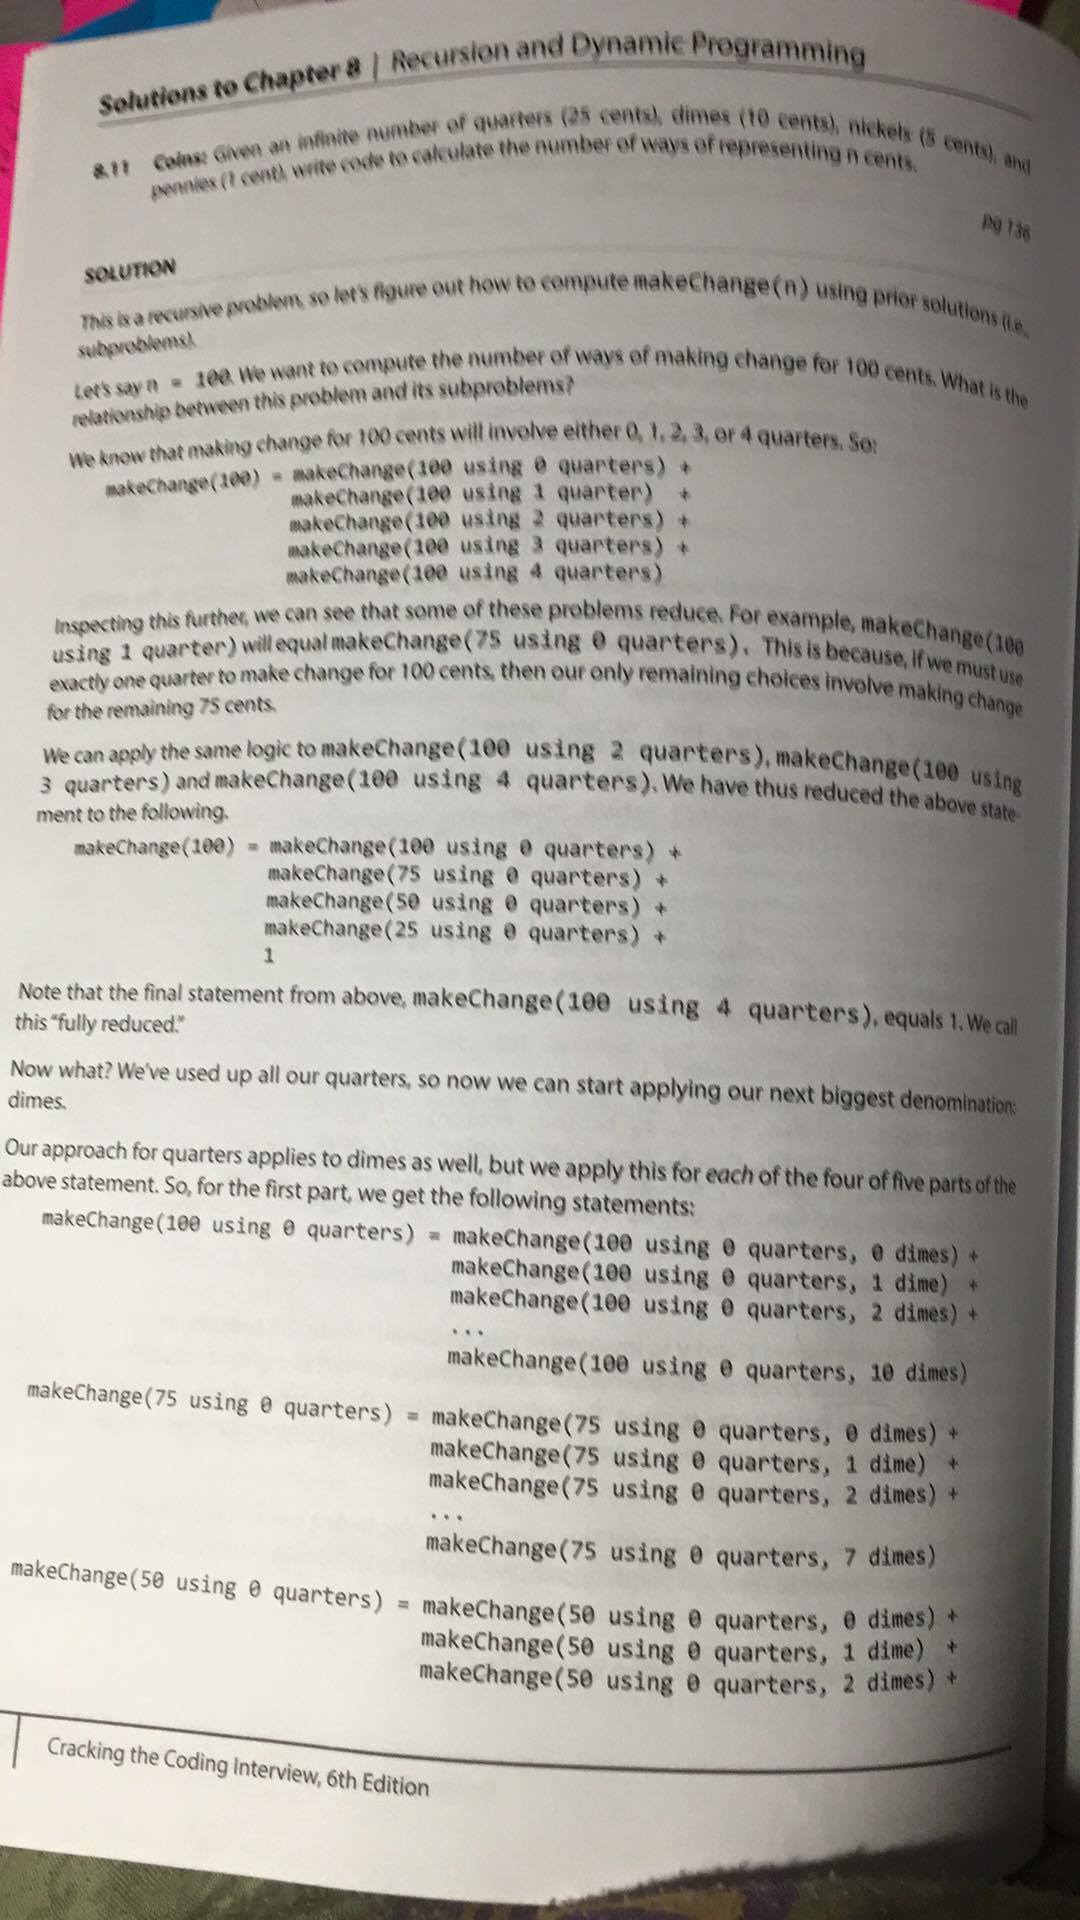 Solutions to Chapter 8 | Recursion and Dynamic Programming
8.11 Coins: Given an infinite number of quarters (25 cents), dimes (10 cents), nickels (5 cents), and
pennies (1 cent), write code to calculate the number of ways of representing n cents.
pg 136
SOLUTION
This is a recursive problem, so let's figure out how to compute makeChange(n) using prior solutions (i.e.,
subproblems).
Let's say n = 100. We want to compute the number of ways of making change for 100 cents. What is the
relationship between this problem and its subproblems?
We know that making change for 100 cents will involve either 0, 1, 2, 3, or 4 quarters. So:
makeChange(100) = makeChange(100 using 0 quarters) +
makeChange(100 using 1 quarter) +
makeChange(100 using 2 quarters) +
makeChange(100 using 3 quarters) +
makeChange(100 using 4 quarters)
Inspecting this further, we can see that some of these problems reduce. For example, makeChange(100
using 1 quarter) will equal makeChange(75 using 0 quarters). This is because, if we must use
exactly one quarter to make change for 100 cents, then our only remaining choices involve making change
for the remaining 75 cents.
We can apply the same logic to makeChange(100 using 2 quarters), makeChange(100 using
3 quarters) and makeChange(100 using 4 quarters). We have thus reduced the above state-
ment to the following.
makeChange(100) = makeChange(100 using 0 quarters) +
makeChange(75 using 0 quarters) +
makeChange(50 using 0 quarters) +
makeChange(25 using 0 quarters) +
1
Note that the final statement from above, makeChange(100 using 4 quarters), equals 1. We call
this "fully reduced."
Now what? We've used up all our quarters, so now we can start applying our next biggest denomination:
dimes.
Our approach for quarters applies to dimes as well, but we apply this for each of the four of five parts of the
above statement. So, for the first part, we get the following statements:
makeChange(100 using 0 quarters) = makeChange(100 using 0 quarters, 0 dimes) +
makeChange(100 using 0 quarters, 1 dime) +
makeChange(100 using 0 quarters, 2 dimes) +
...
makeChange(100 using 0 quarters, 10 dimes)
makeChange(75 using 0 quarters) = makeChange(75 using 0 quarters, 0 dimes) +
makeChange(75 using 0 quarters, 1 dime) +
makeChange(75 using 0 quarters, 2 dimes) +
...
makeChange(75 using 0 quarters, 7 dimes)
makeChange(50 using 0 quarters) = makeChange(50 using 0 quarters, 0 dimes) +
makeChange(50 using 0 quarters, 1 dime) +
makeChange(50 using 0 quarters, 2 dimes) +
Cracking the Coding Interview, 6th Edition